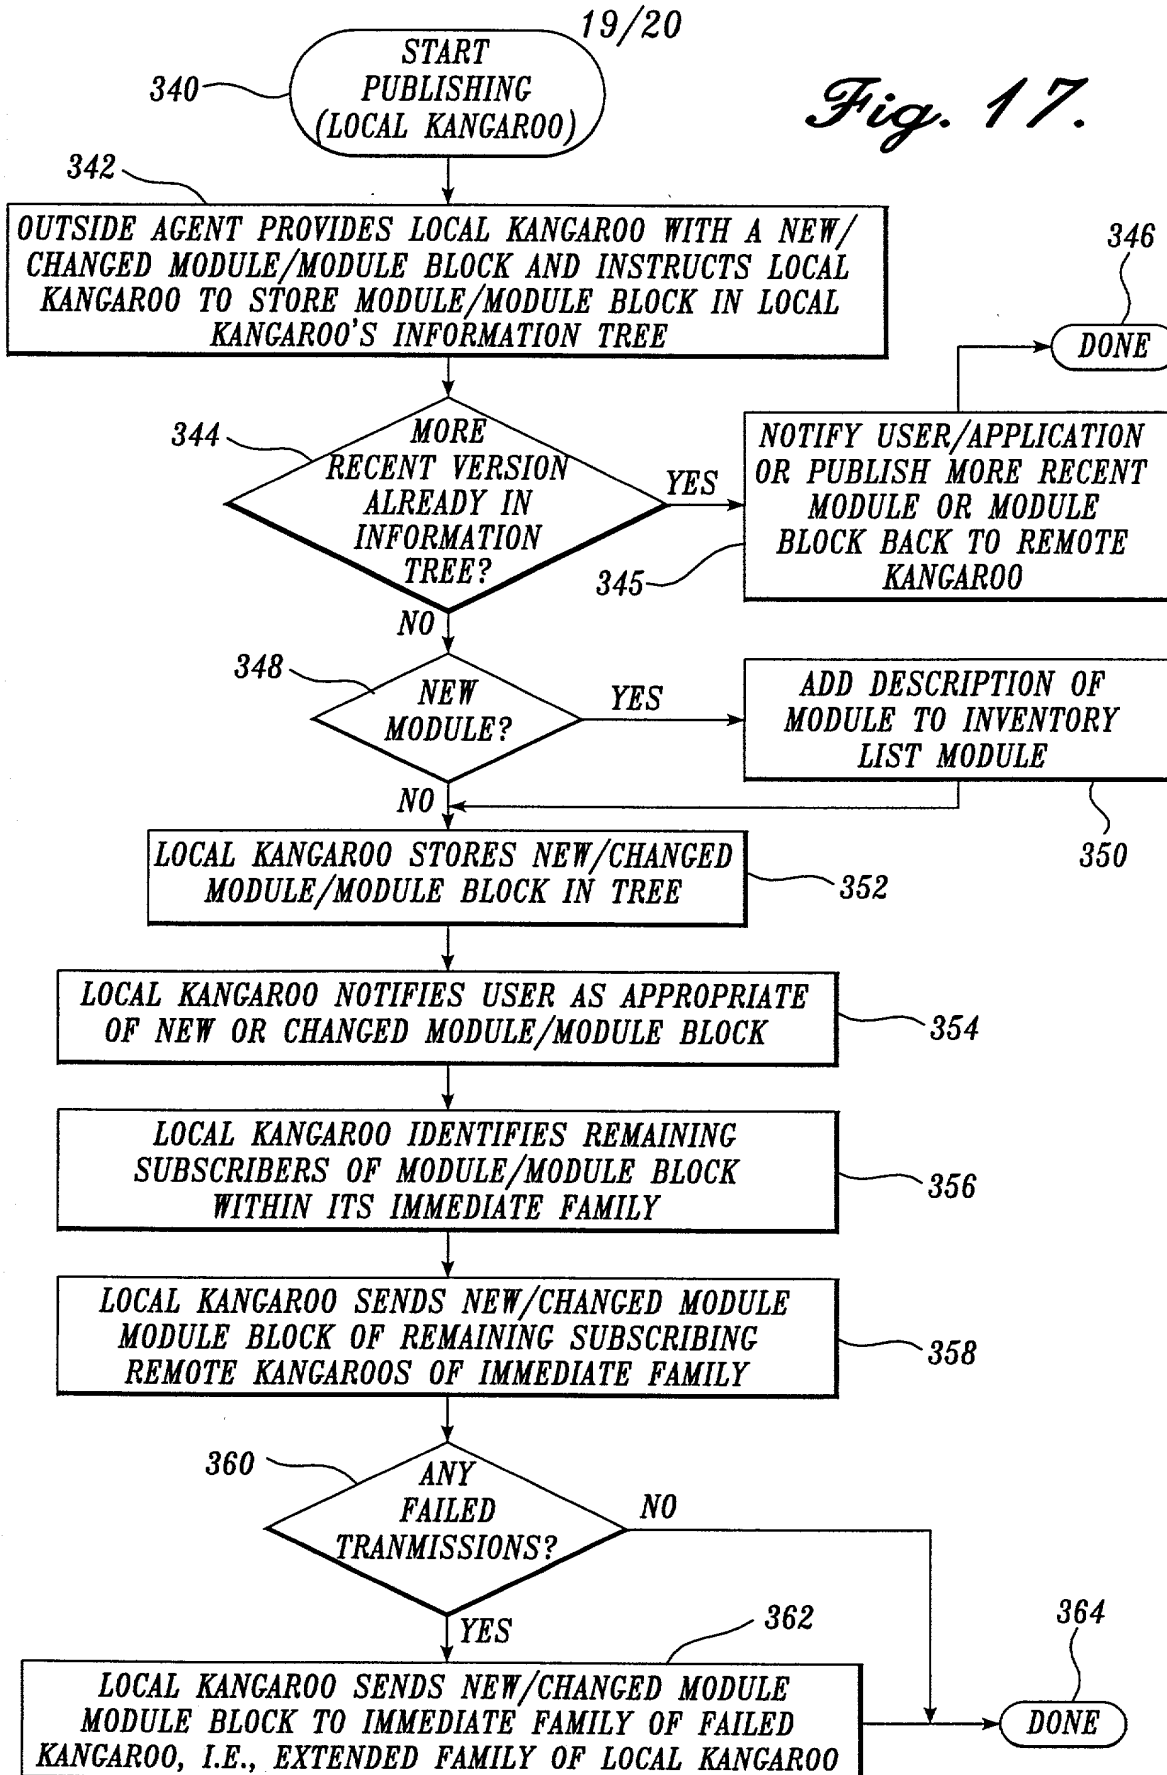 19/20
Fig. 17.
340
START
PUBLISHING
(LOCAL KANGAROO)
342
OUTSIDE AGENT PROVIDES LOCAL KANGAROO WITH A NEW/
CHANGED MODULE/MODULE BLOCK AND INSTRUCTS LOCAL
KANGAROO TO STORE MODULE/MODULE BLOCK IN LOCAL
KANGAROO'S INFORMATION TREE
346
DONE
344
MORE
RECENT VERSION
ALREADY IN
INFORMATION
TREE?
YES
NOTIFY USER/APPLICATION
OR PUBLISH MORE RECENT
MODULE OR MODULE
BLOCK BACK TO REMOTE
KANGAROO
345
NO
348
NEW
MODULE?
YES
ADD DESCRIPTION OF
MODULE TO INVENTORY
LIST MODULE
350
NO
LOCAL KANGAROO STORES NEW/CHANGED
MODULE/MODULE BLOCK IN TREE
352
LOCAL KANGAROO NOTIFIES USER AS APPROPRIATE
OF NEW OR CHANGED MODULE/MODULE BLOCK
354
LOCAL KANGAROO IDENTIFIES REMAINING
SUBSCRIBERS OF MODULE/MODULE BLOCK
WITHIN ITS IMMEDIATE FAMILY
356
LOCAL KANGAROO SENDS NEW/CHANGED MODULE
MODULE BLOCK OF REMAINING SUBSCRIBING
REMOTE KANGAROOS OF IMMEDIATE FAMILY
358
360
ANY
FAILED
TRANMISSIONS?
NO
YES
362
LOCAL KANGAROO SENDS NEW/CHANGED MODULE
MODULE BLOCK TO IMMEDIATE FAMILY OF FAILED
KANGAROO, I.E., EXTENDED FAMILY OF LOCAL KANGAROO
364
DONE